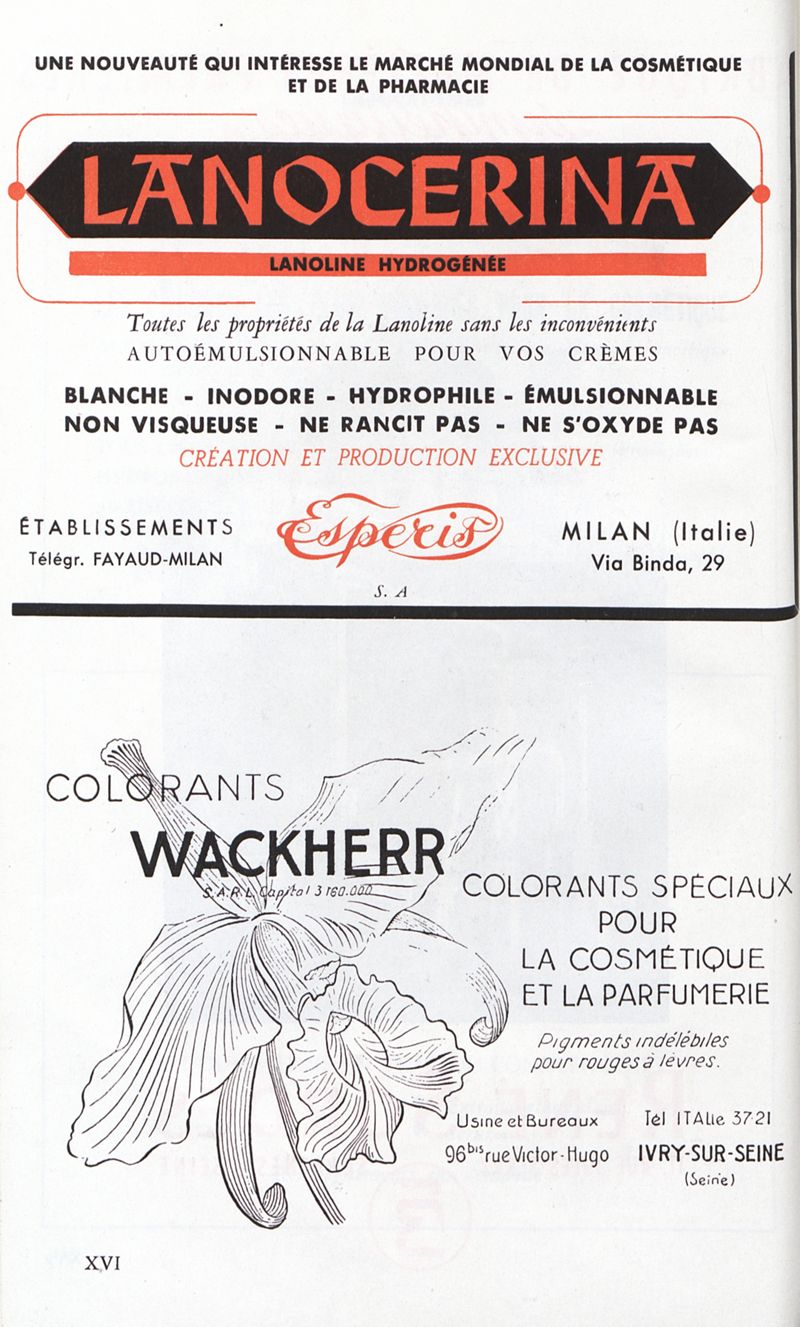 UNE NOUVEAUTÉ QUI INTÉRESSE LE MARCHÉ MONDIAL DE LA COSMÉTIQUE
ET DE LA PHARMACIE
LANOCERINA
LANOLINE HYDROGÉNÉE
Toutes les propriétés de la Lanoline sans les inconvénients
AUTOÉMULSIONNABLE POUR VOS CRÈMES
BLANCHE - INODORE - HYDROPHILE - ÉMULSIONNABLE
NON VISQUEUSE - NE RANCIT PAS - NE S'OXYDE PAS
CRÉATION ET PRODUCTION EXCLUSIVE
ÉTABLISSEMENTS
Télégr. FAYAUD-MILAN
Esperis
S. A
MILAN (Italie)
Via Binda, 29
COLORANTS
WACKHERR
S.A.R.L. Capital 3 160.000
COLORANTS SPÉCIAUX
POUR
LA COSMÉTIQUE
ET LA PARFUMERIE
Pigments indélébiles
pour rouges à lèvres.
Usine et Bureaux
96bis rue Victor-Hugo
Tél ITALie 37-21
IVRY-SUR-SEINE
(Seine)
XVI